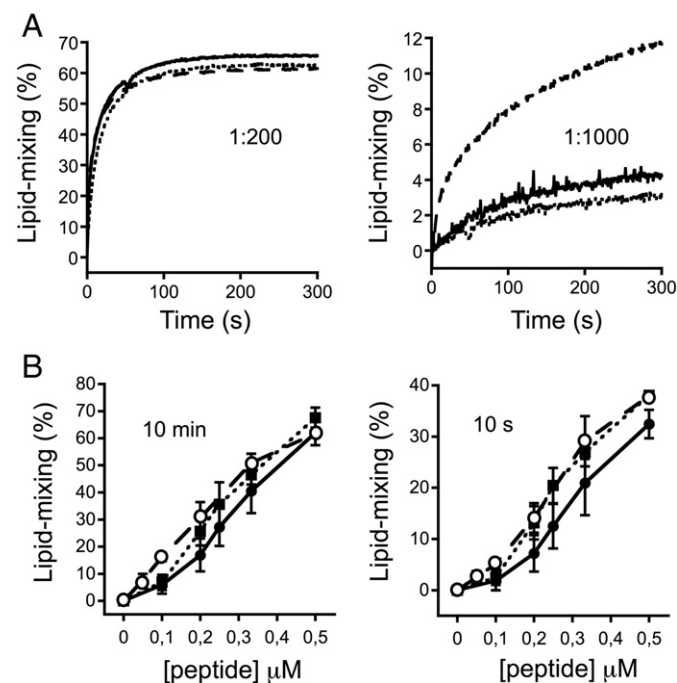 A
Lipid-mixing (%)
70
60
50
40
30
20
10
0
1:200
0 100 200 300
Time (s)
Lipid-mixing (%)
12
10
8
6
4
2
0
1:1000
0 100 200 300
Time (s)
B
Lipid-mixing (%)
80
70
60
50
40
30
20
10
0
10 min
0 0,1 0,2 0,3 0,4 0,5
[peptide] μM
Lipid-mixing (%)
40
30
20
10
0
10 s
0 0,1 0,2 0,3 0,4 0,5
[peptide] μM